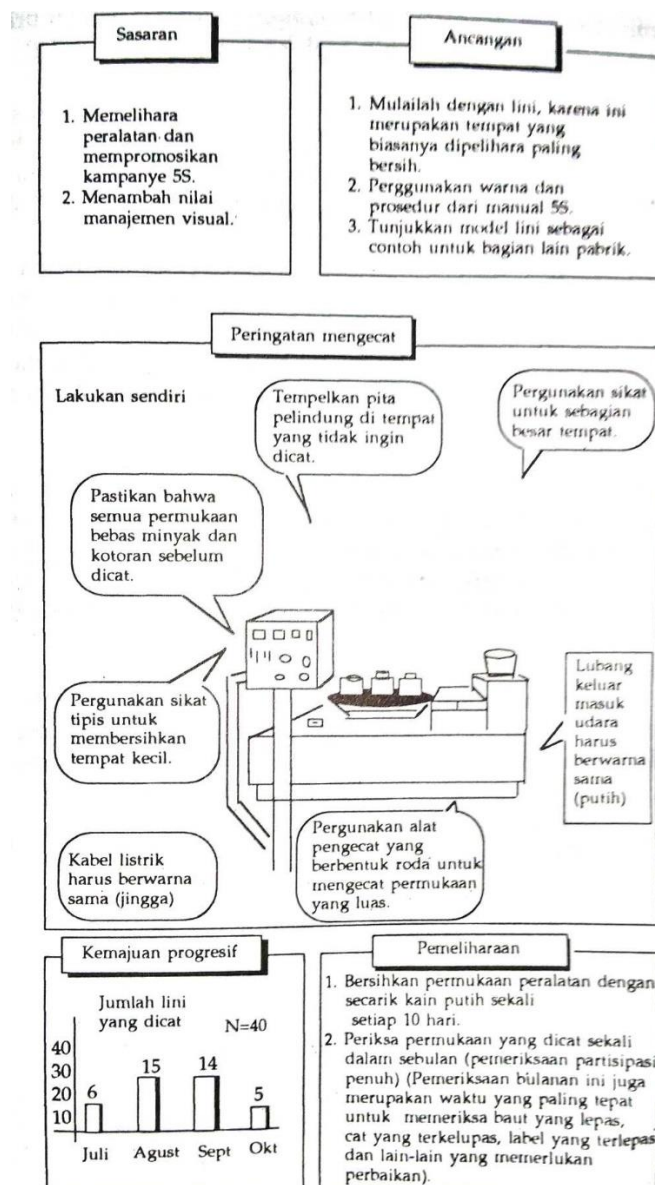 Sasaran
1. Memelihara
peralatan dan
mempromosikan
kampanye 5S.
2. Menambah nilai
manajemen visual.
Ancangan
1. Mulailah dengan lini, karena ini
merupakan tempat yang
biasanya dipelihara paling
bersih.
2. Perggunakan warna dan
prosedur dari manual 5S.
3. Tunjukkan model lini sebagai
contoh untuk bagian lain pabrik.
Peringatan mengecat
Lakukan sendiri
Tempelkan pita
pelindung di tempat
yang tidak ingin
dicat.
Pergunakan sikat
untuk sebagian
besar tempat.
Pastikan bahwa
semua permukaan
bebas minyak dan
kotoran sebelum
dicat.
Pergunakan sikat
tipis untuk
membersihkan
tempat kecil.
Lubang
keluar
masuk
udara
harus
berwarna
sama
(putih)
Kabel listrik
harus berwarna
sama (jingga)
Pergunakan alat
pengecat yang
berbentuk roda untuk
mengecat permukaan
yang luas.
Kemajuan progresif
Jumlah lini
yang dicat
N=40
40
30
20
10
6
15
14
5
Juli Agust Sept Okt
Pemeliharaan
1. Bersihkan permukaan peralatan dengan
secarik kain putih sekali
setiap 10 hari.
2. Periksa permukaan yang dicat sekali
dalam sebulan (pemeriksaan partisipasi
penuh) (Pemeriksaan bulanan ini juga
merupakan waktu yang paling tepat
untuk memeriksa baut yang lepas,
cat yang terkelupas, label yang terlepas
dan lain-lain yang memerlukan
perbaikan).